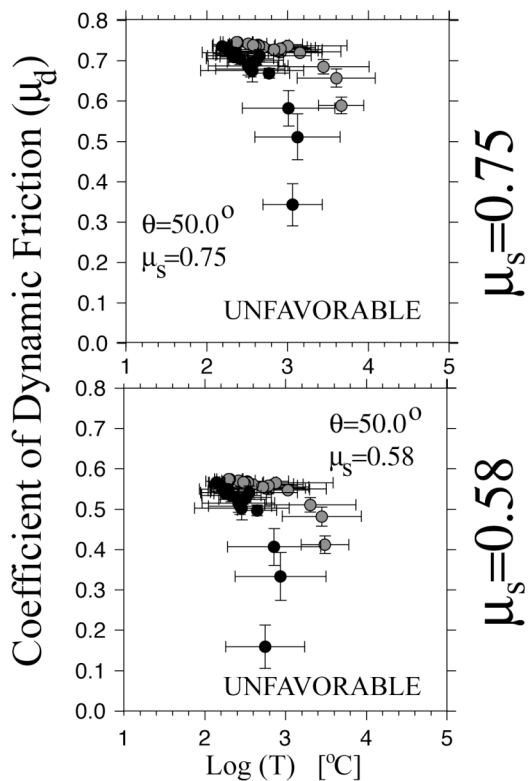 Coefficient of Dynamic Friction (μd)
0.8
0.7
0.6
0.5
0.4
0.3
0.2
0.1
0.0
θ=50.0º
μs=0.75
UNFAVORABLE
1 2 3 4 5
μs=0.75
0.8
0.7
0.6
0.5
0.4
0.3
0.2
0.1
0.0
θ=50.0º
μs=0.58
UNFAVORABLE
1 2 3 4 5
μs=0.58
Log (T) [ºC]